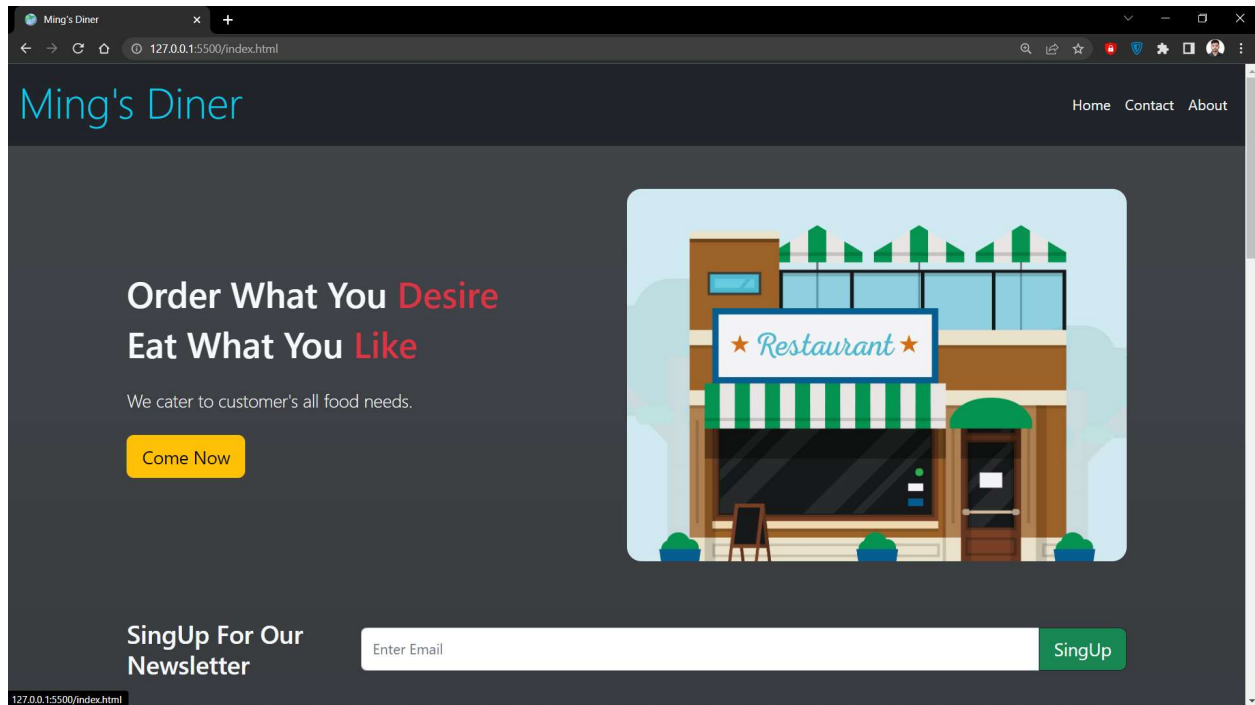 Ming's Diner
127.0.0.1:5500/index.html
Ming's Diner
Home Contact About
Order What You Desire
Eat What You Like
We cater to customer's all food needs.
Come Now
Restaurant
SingUp For Our
Newsletter
Enter Email
SingUp
127.0.0.1:5500/index.html